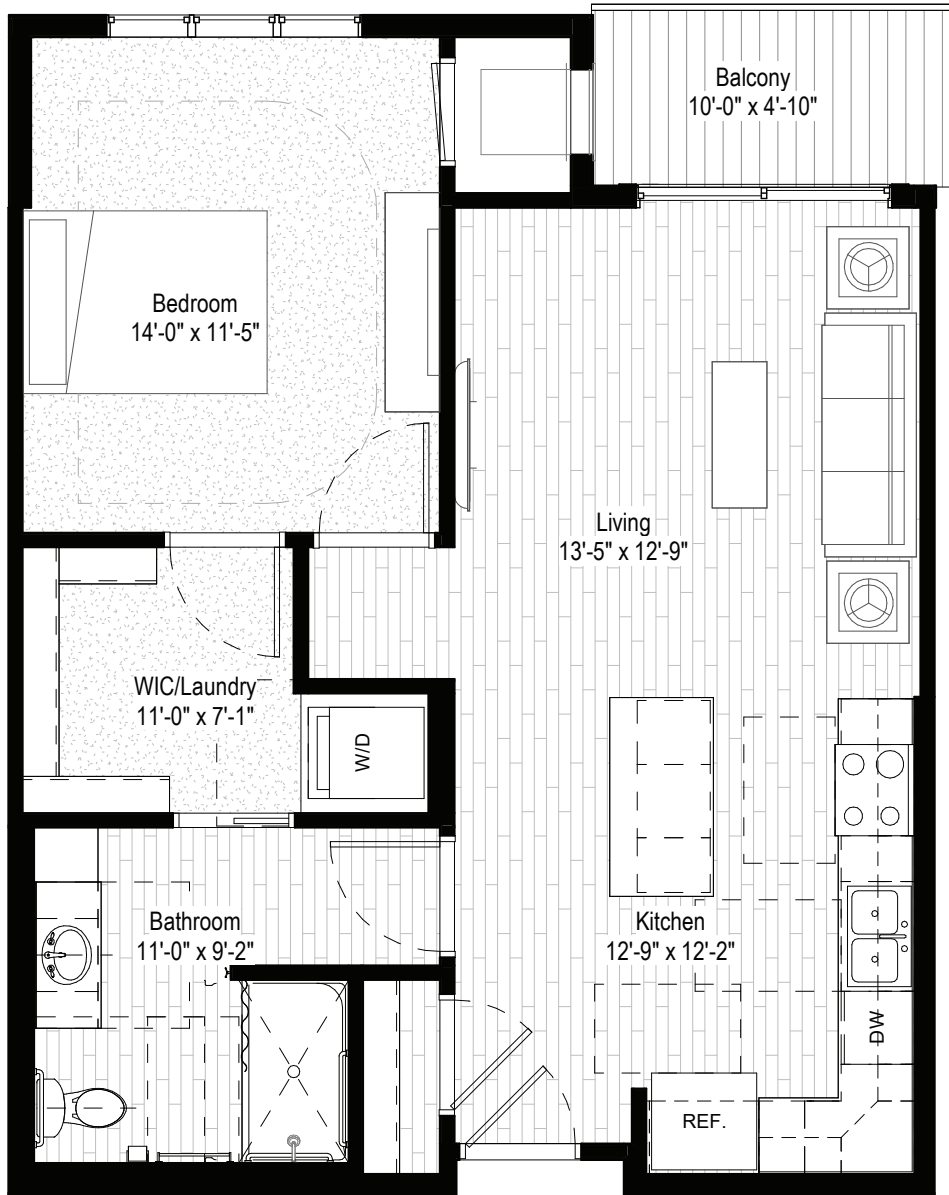 Balcony
10'-0" x 4'-10"
Bedroom
14'-0" x 11'-5"
Living
13'-5" x 12'-9"
WIC/Laundry
11'-0" x 7'-1"
W/D
Bathroom
11'-0" x 9'-2"
Kitchen
12'-9" x 12'-2"
DW
REF.